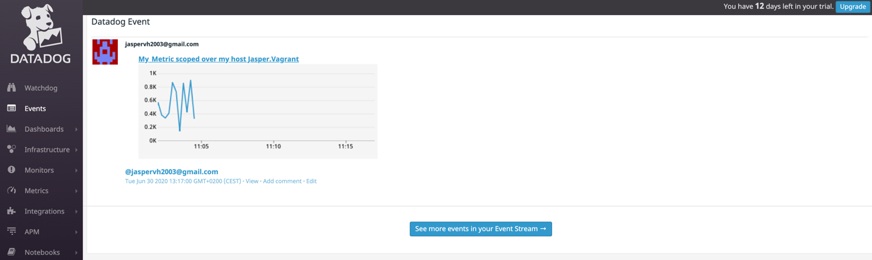 You have 12 days left in your trial. Upgrade
Datadog Event
DATADOG
Watchdog
Events
Dashboards
Infrastructure
Monitors
Metrics
Integrations
APM
Notebooks
jaspervh2003@gmail.com
My_Metric scoped over my host Jasper.Vagrant
1K
0.8K
0.6K
0.4K
0.2K
0K
11:05 11:10 11:15
@jaspervh2003@gmail.com
Tue Jun 30 2020 13:17:00 GMT+0200 (CEST) · View · Add comment · Edit
See more events in your Event Stream →